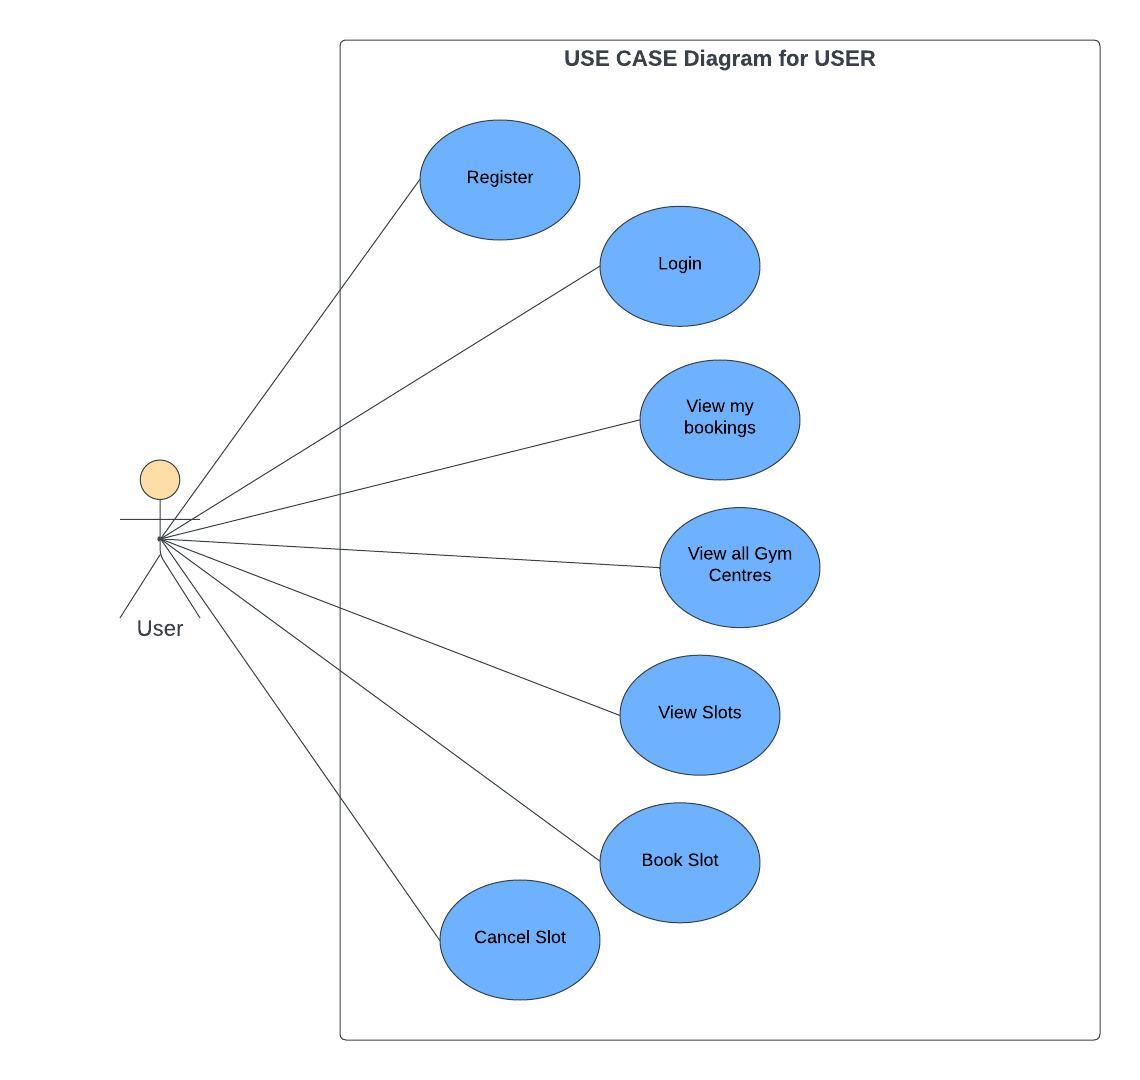 USE CASE Diagram for USER
Register
Login
View my
bookings
View all Gym
Centres
User
View Slots
Book Slot
Cancel Slot